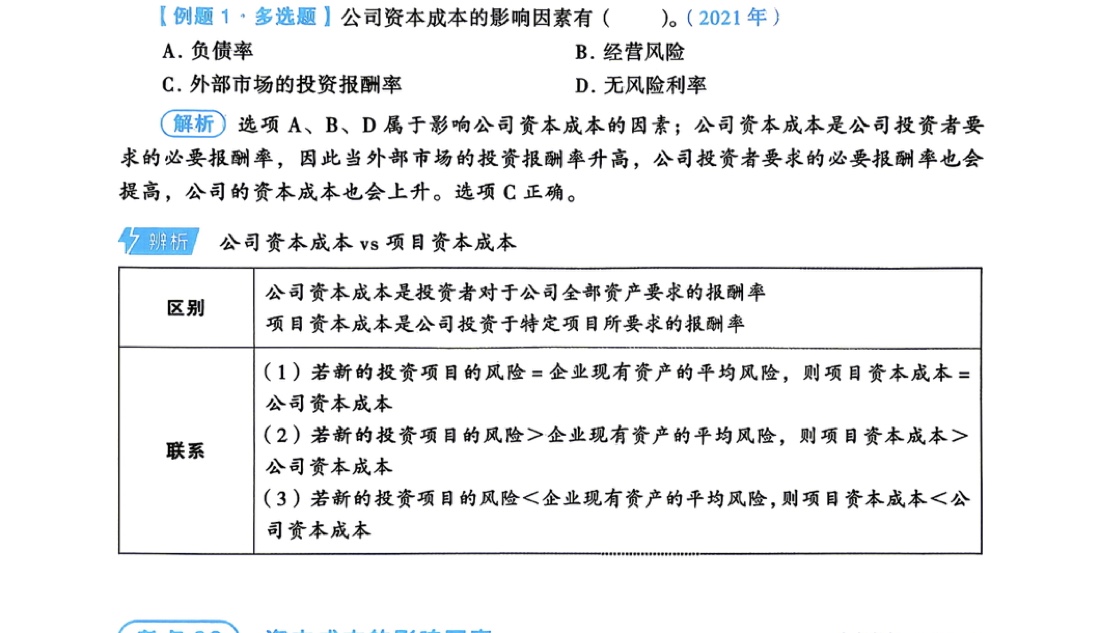 【例题1·多选题】公司资本成本的影响因素有（　　）。（2021年）
A. 负债率　B. 经营风险
C. 外部市场的投资报酬率　D. 无风险利率
解析 选项 A、B、D 属于影响公司资本成本的因素；公司资本成本是公司投资者要
求的必要报酬率，因此当外部市场的投资报酬率升高，公司投资者要求的必要报酬率也会
提高，公司的资本成本也会上升。选项 C 正确。
辨析 公司资本成本 vs 项目资本成本
区别
公司资本成本是投资者对于公司全部资产要求的报酬率
项目资本成本是公司投资于特定项目所要求的报酬率
联系
（1）若新的投资项目的风险=企业现有资产的平均风险，则项目资本成本=
公司资本成本
（2）若新的投资项目的风险＞企业现有资产的平均风险，则项目资本成本＞
公司资本成本
（3）若新的投资项目的风险＜企业现有资产的平均风险，则项目资本成本＜公
司资本成本